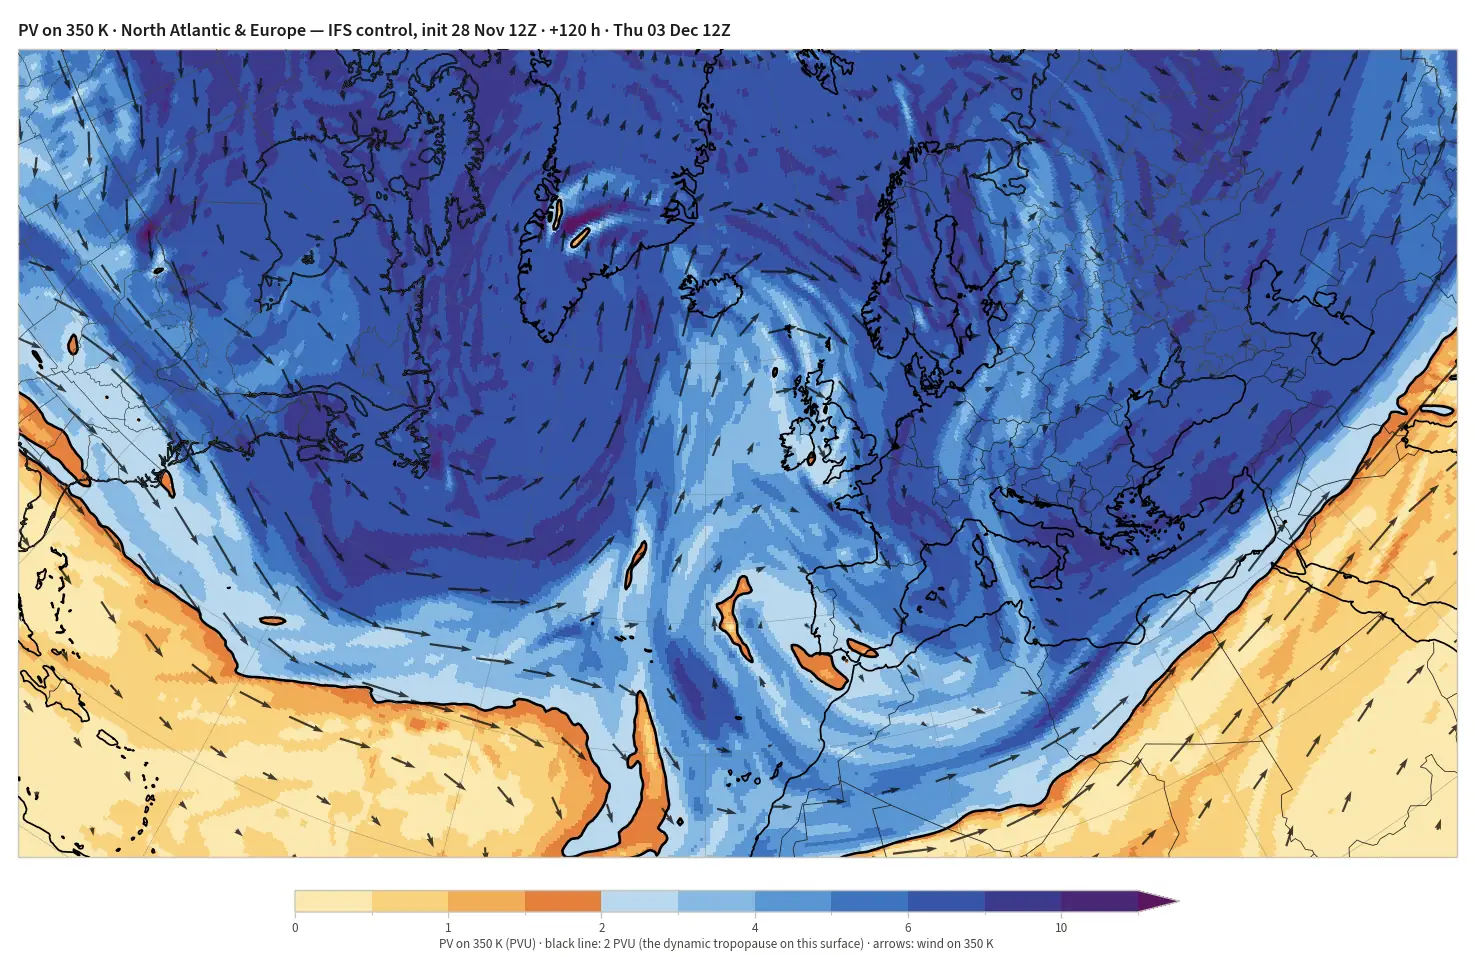 PV on 350 K · North Atlantic & Europe — IFS control, init 28 Nov 12Z · +120 h · Thu 03 Dec 12Z
0 1 2 4 6 10
PV on 350 K (PVU) · black line: 2 PVU (the dynamic tropopause on this surface) · arrows: wind on 350 K